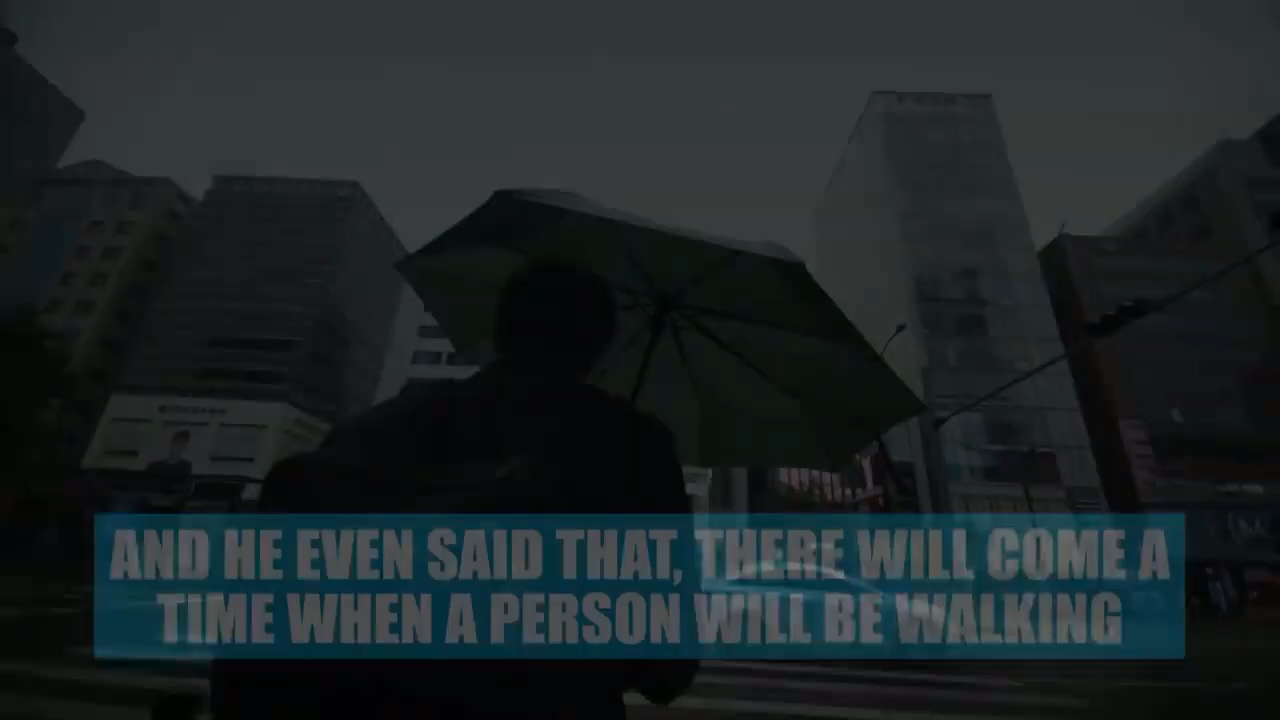 AND HE EVEN SAID THAT, THERE WILL COME A
TIME WHEN A PERSON WILL BE WALKING